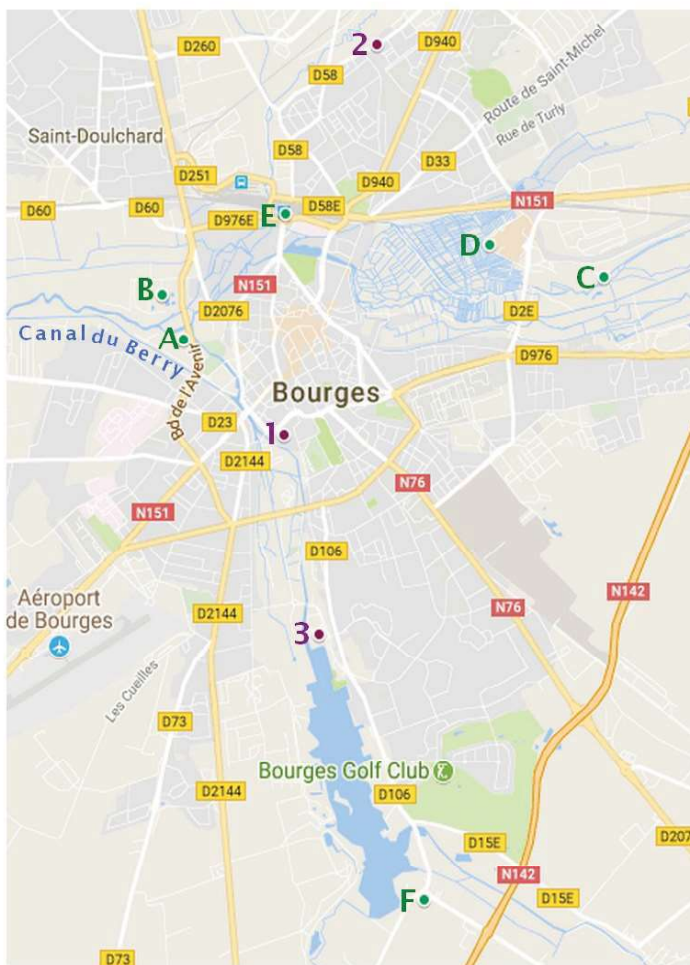 2
D260
D940
D58
Route de Saint-Michel
Rue de Turly
Saint-Doulchard
D58
D33
D251
D940
N151
D60
D60
D976E
E
D58E
D
N151
C
B
D2076
D2E
A
Canal du Berry
D976
Bd de l'Avenir
Bourges
D23
1
D2144
N76
N151
D106
N142
Aéroport
de Bourges
D2144
N76
3
Les Cueilles
D73
Bourges Golf Club
D2144
D106
D15E
D207
N142
F
D15E
D73